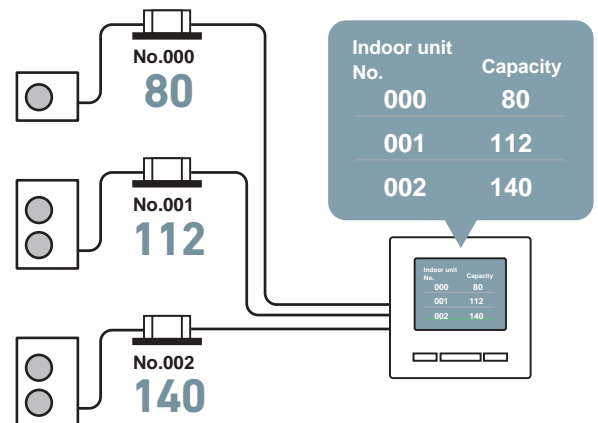 No.000
80
No.001
112
No.002
140
Indoor unit
No. Capacity
000 80
001 112
002 140
Indoor unit
No. Capacity
000 80
001 112
002 140